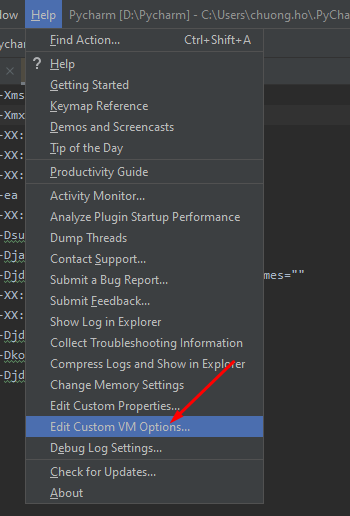 Help Pycharm [D:\Pycharm] - C:\Users\chuong.ho\.PyCha
Find Action... Ctrl+Shift+A
? Help
Getting Started
Keymap Reference
Demos and Screencasts
Tip of the Day
Productivity Guide
Activity Monitor...
Analyze Plugin Startup Performance
Dump Threads
Contact Support...
Submit a Bug Report...
Submit Feedback...
Show Log in Explorer
Collect Troubleshooting Information
Compress Logs and Show in Explorer
Change Memory Settings
Edit Custom Properties...
Edit Custom VM Options...
Debug Log Settings...
Check for Updates...
About
-Xms
-Xmx
-XX:
-XX:
-XX:
-ea
-XX:
-Dsu
-Dja
-Djd mes=""
-XX:
-XX:
-Djd
-Dko
-Djd